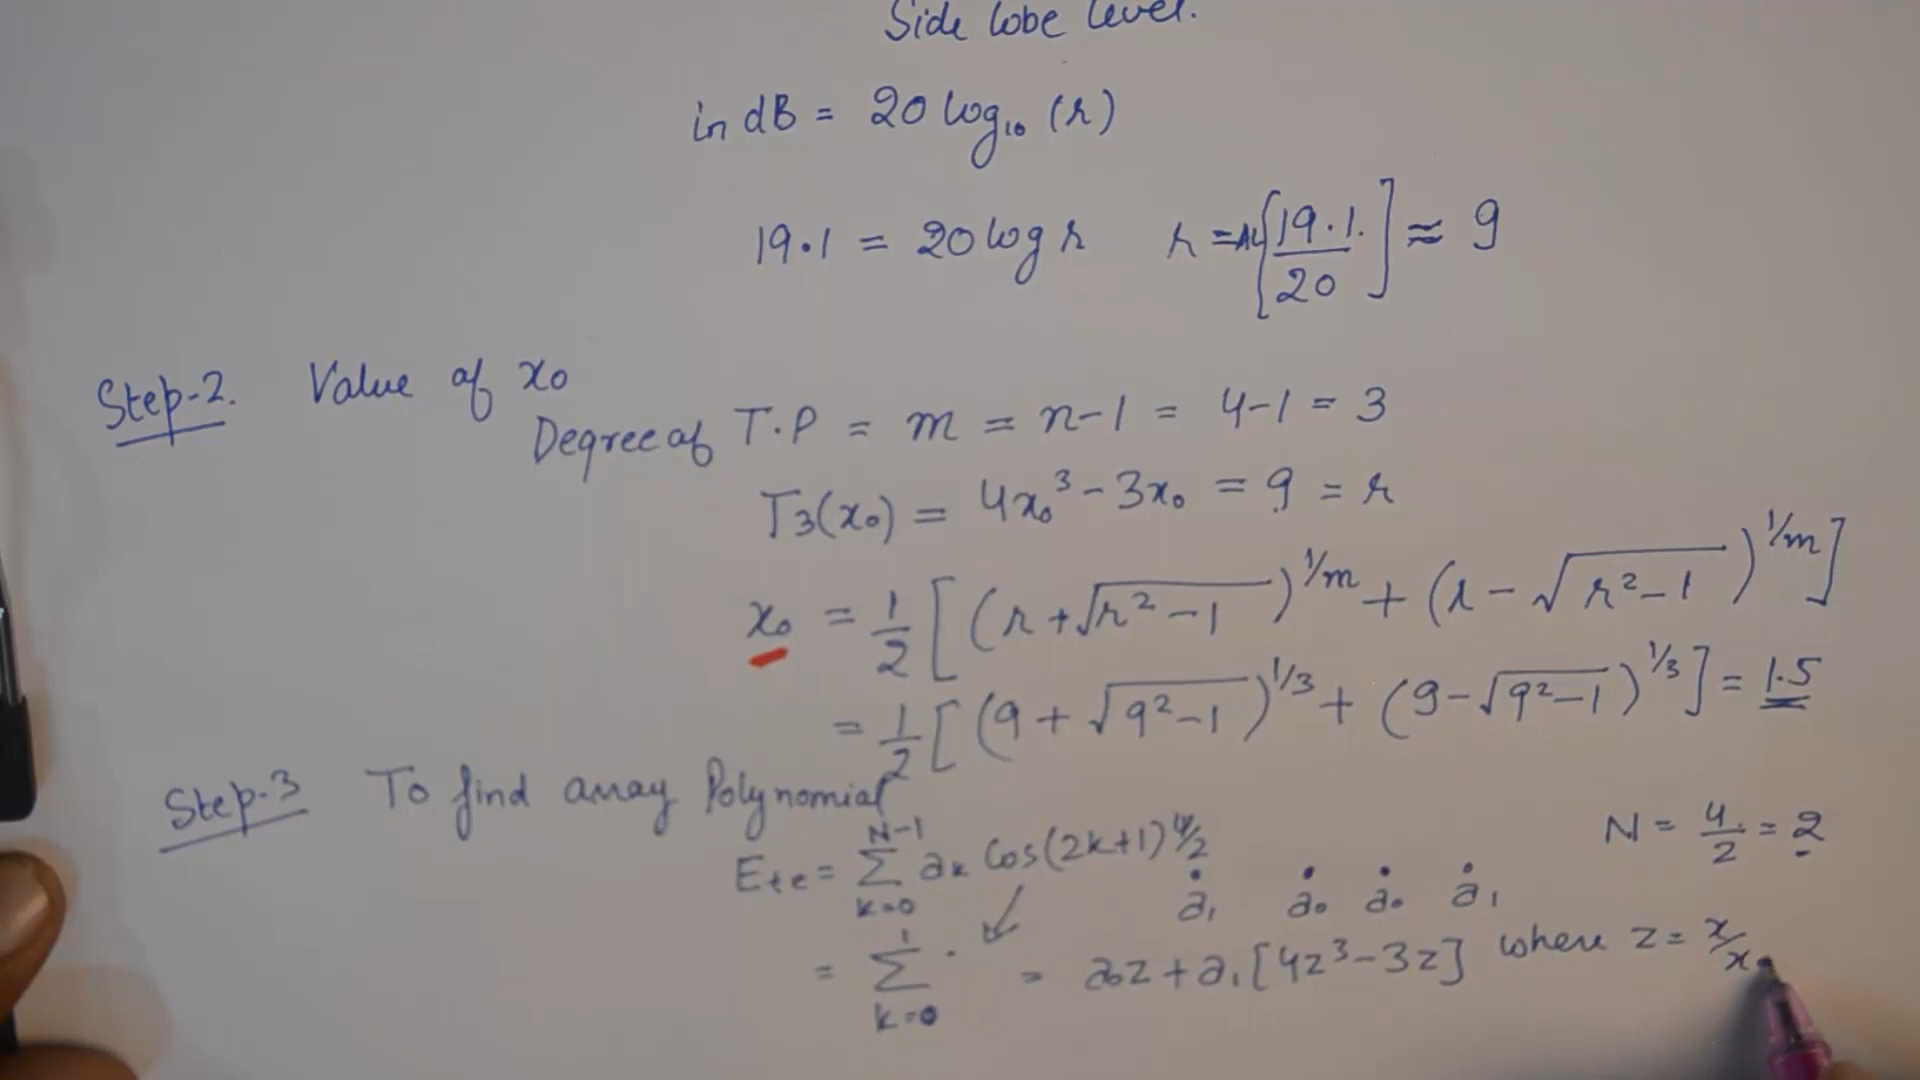 Side lobe level.
in dB = 20 log₁₀ (r)
19.1 = 20 log r r = AL[19.1/20] ≈ 9
Step-2. Value of x₀
Degree of T.P = m = n-1 = 4-1 = 3
T₃(x₀) = 4x₀³ - 3x₀ = 9 = r
x₀ = 1/2 [(r + √(r²-1))^(1/m) + (r - √(r²-1))^(1/m)]
= 1/2 [(9 + √(9²-1))^(1/3) + (9 - √(9²-1))^(1/3)] = 1.5
Step-3 To find array Polynomial
N = 4/2 = 2
Ete = Σ_{k=0}^{N-1} aₖ Cos(2k+1) ψ/2
a₁ a₀ a₀ a₁
= Σ_{k=0}^{1} . = a₀z + a₁[4z³-3z] where z = x/x₀